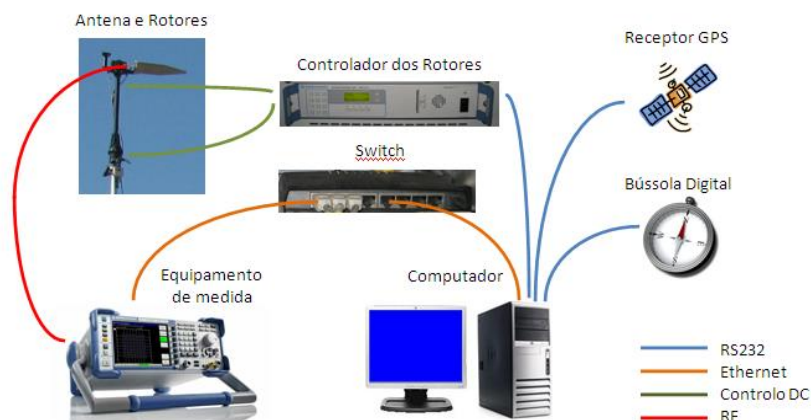 Antena e Rotores
Controlador dos Rotores
Receptor GPS
Switch
Bússola Digital
Equipamento
de medida
Computador
RS232
Ethernet
Controlo DC
RF